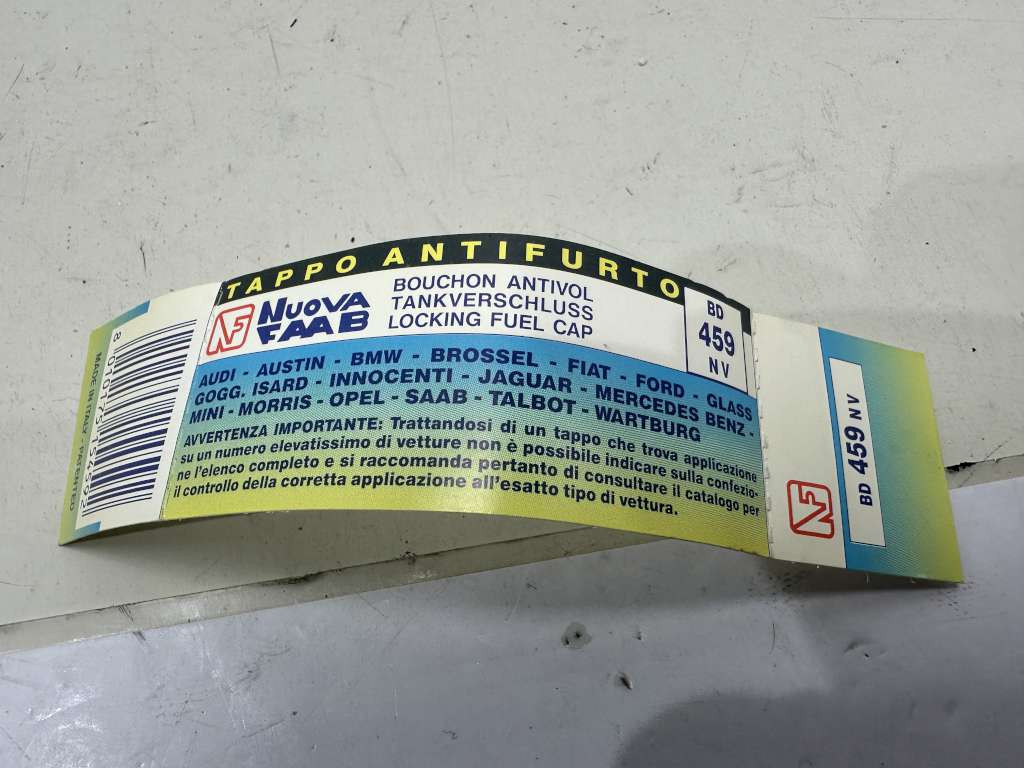 TAPPO ANTIFURTO
NF
NUOVA
FAAB
BOUCHON ANTIVOL
TANKVERSCHLUSS
LOCKING FUEL CAP
BD
459
NV
AUDI - AUSTIN - BMW - BROSSEL - FIAT - FORD - GLASS
GOGG. ISARD - INNOCENTI - JAGUAR - MERCEDES BENZ -
MINI - MORRIS - OPEL - SAAB - TALBOT - WARTBURG
AVVERTENZA IMPORTANTE: Trattandosi di un tappo che trova applicazione
su un numero elevatissimo di vetture non è possibile indicare sulla confezio-
ne l'elenco completo e si raccomanda pertanto di consultare il catalogo per
il controllo della corretta applicazione all'esatto tipo di vettura.
MADE IN ITALY - PATENTED
NF
BD 459 NV